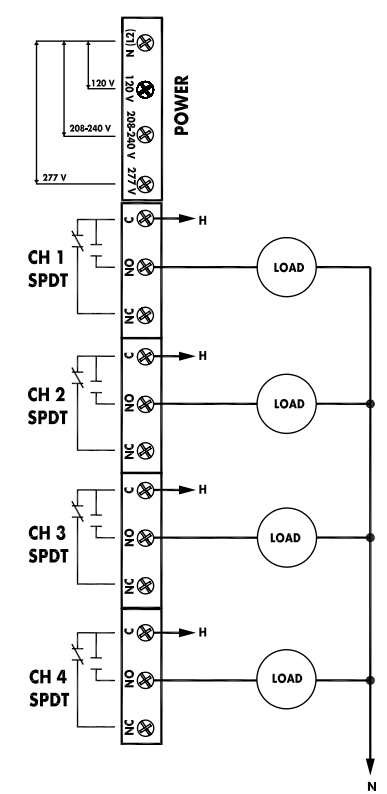 N (L2)
120 V
120 V
208-240 V
208-240 V
277 V
277 V
POWER
C
H
CH 1
SPDT
NO
LOAD
NC
C
H
CH 2
SPDT
NO
LOAD
NC
C
H
CH 3
SPDT
NO
LOAD
NC
C
H
CH 4
SPDT
NO
LOAD
NC
N